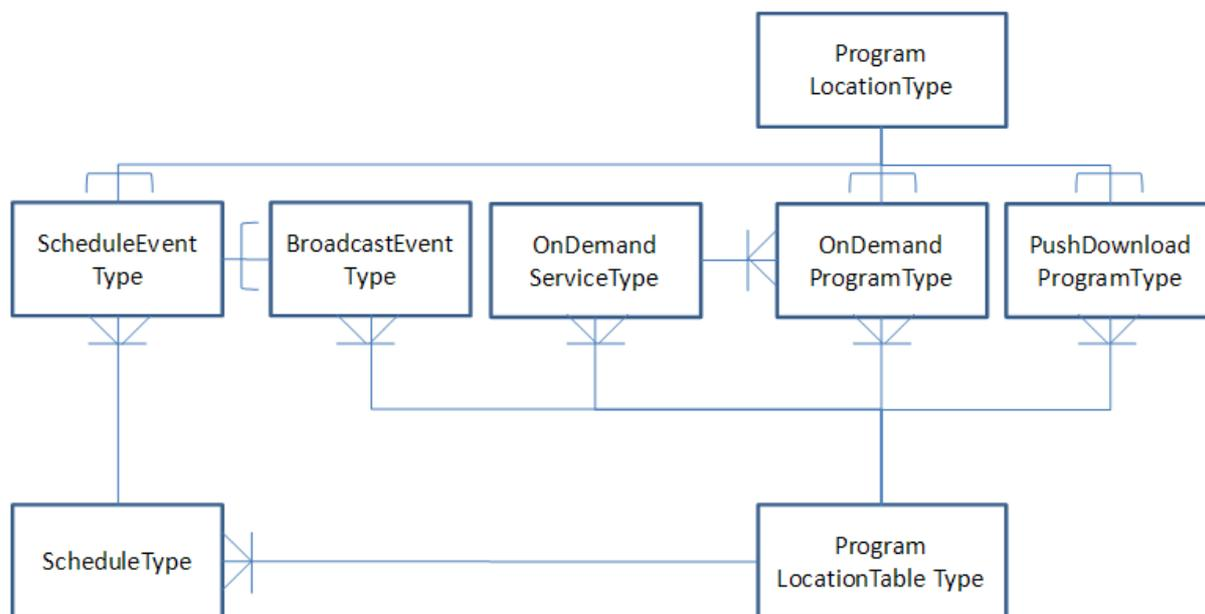 Program
LocationType
ScheduleEvent
Type
BroadcastEvent
Type
OnDemand
ServiceType
OnDemand
ProgramType
PushDownload
ProgramType
ScheduleType
Program
LocationTable Type